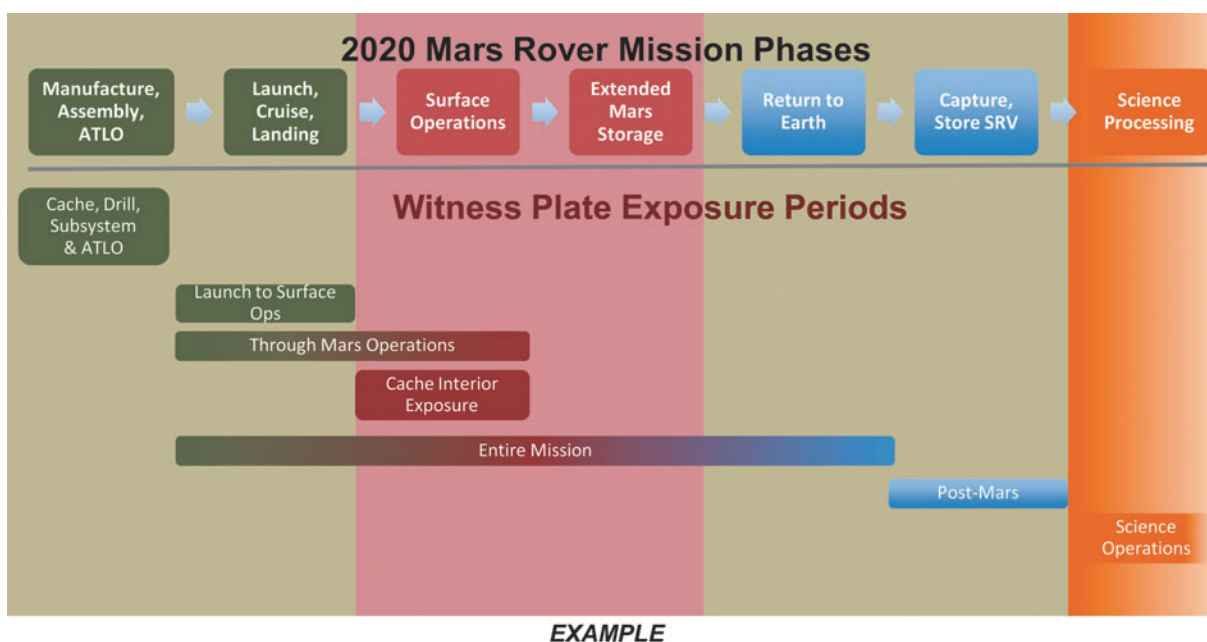 2020 Mars Rover Mission Phases
Manufacture,
Assembly,
ATLO
Launch,
Cruise,
Landing
Surface
Operations
Extended
Mars
Storage
Return to
Earth
Capture,
Store SRV
Science
Processing
Witness Plate Exposure Periods
Cache, Drill,
Subsystem
& ATLO
Launch to Surface
Ops
Through Mars Operations
Cache Interior
Exposure
Entire Mission
Post-Mars
Science
Operations
EXAMPLE